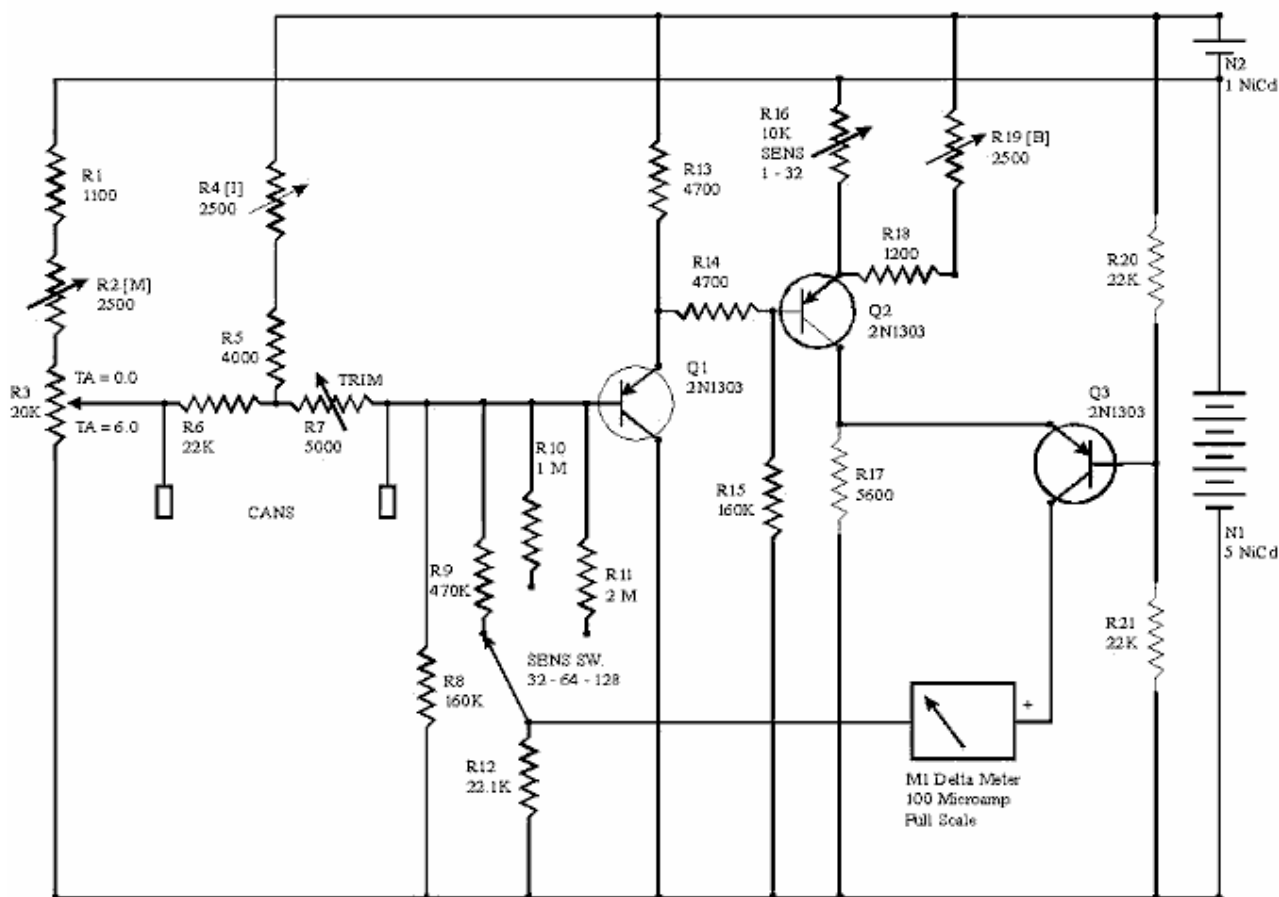 N2
1 NiCd
R1
1100
R4 [I]
2500
R13
4700
R16
10K
SENS
1 - 32
R19 [B]
2500
R2 [M]
2500
R14
4700
R18
1200
R20
22K
Q2
2N1303
R5
4000
R3
20K
TA = 0.0
TA = 6.0
TRIM
Q1
2N1303
Q3
2N1303
R6
22K
R7
5000
R10
1 M
CANS
R15
160K
R17
5600
N1
5 NiCd
R9
470K
R11
2 M
R21
22K
R8
160K
SENS SW.
32 - 64 - 128
+
R12
22.1K
M1 Delta Meter
100 Microamp
Full Scale